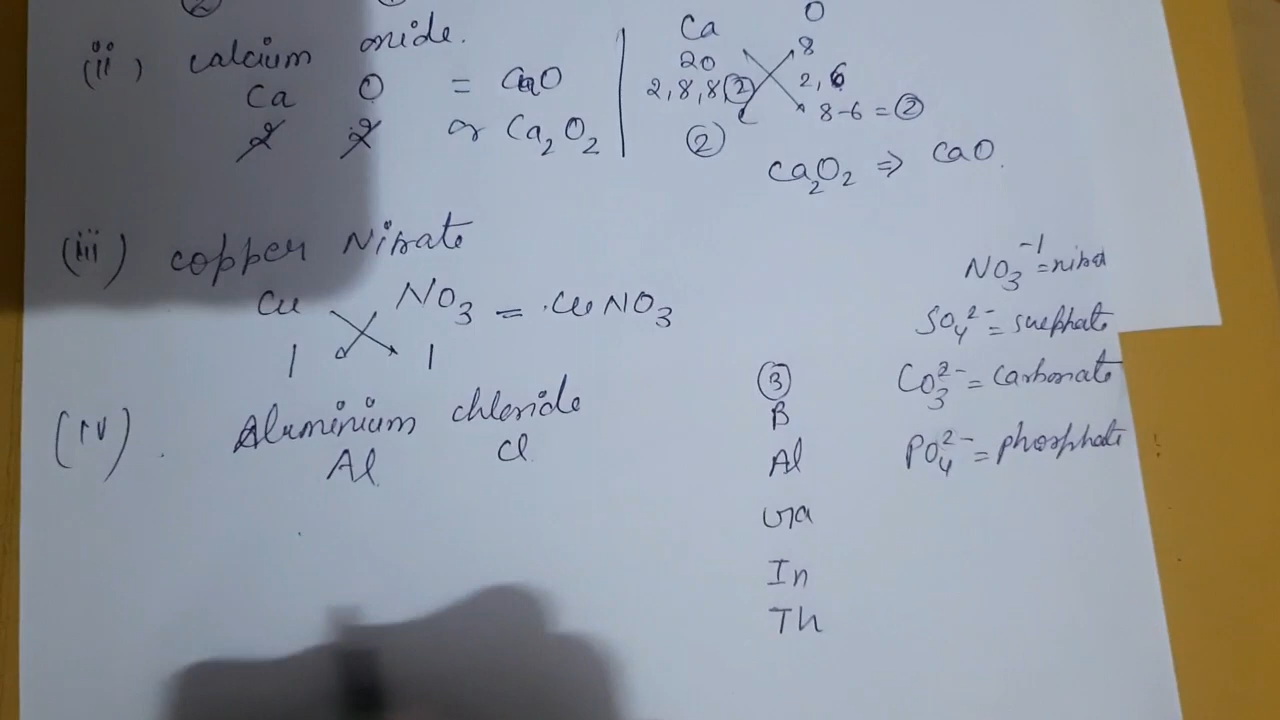 (ii) calcium oxide.
Ca O = CaO
2 2 or Ca₂O₂
Ca O
20 8
2,8,8,2 2,6
8-6 = 2
2
Ca₂O₂ ⇒ CaO.
(iii) copper Nitrate
Cu NO₃ = CuNO₃
1 1
(iv). Aluminium chloride
Al Cl
3
B
Al
Ga
In
Th
NO₃⁻¹ =
SO₄²⁻ = sulphate
CO₃²⁻ = carbonate
PO₄²⁻ = phosphate